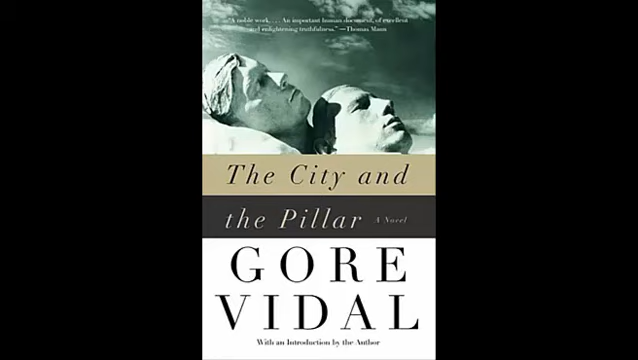 "A noble work. . . . An important human document, of excellent
and enlightening truthfulness." —Thomas Mann
The City and
the Pillar A Novel
GORE
VIDAL
With an Introduction by the Author